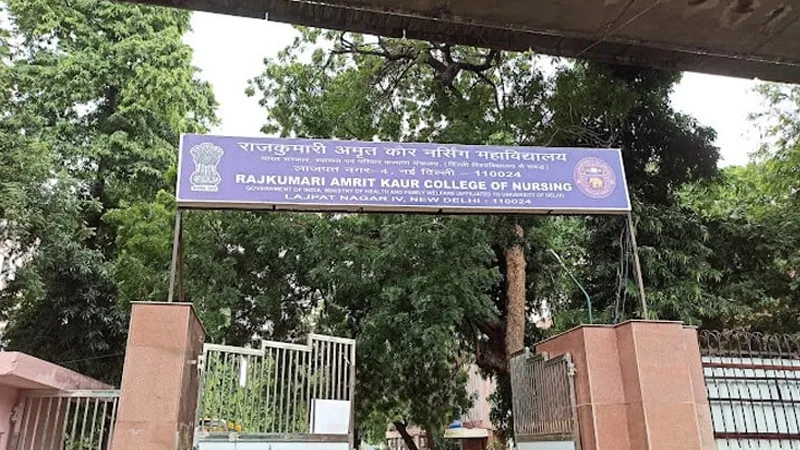 राजकुमारी अमृत कौर नर्सिंग महाविद्यालय
भारत सरकार, स्वास्थ्य एवं परिवार कल्याण मंत्रालय, (दिल्ली विश्वविद्यालय से सम्बद्ध)
लाजपत नगर-4, नई दिल्ली - 110024
RAJKUMARI AMRIT KAUR COLLEGE OF NURSING
GOVERNMENT OF INDIA, MINISTRY OF HEALTH AND FAMILY WELFARE (AFFILIATED TO UNIVERSITY OF DELHI)
LAJPAT NAGAR IV, NEW DELHI - 110024